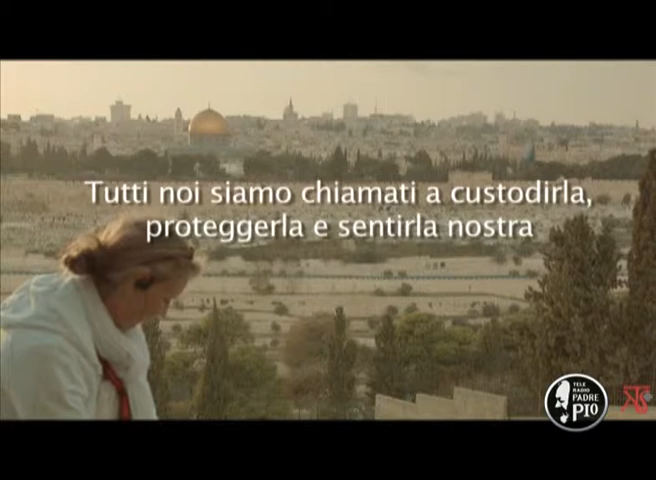 Tutti noi siamo chiamati a custodirla,
proteggerla e sentirla nostra
TELE
RADIO
PADRE
PIO